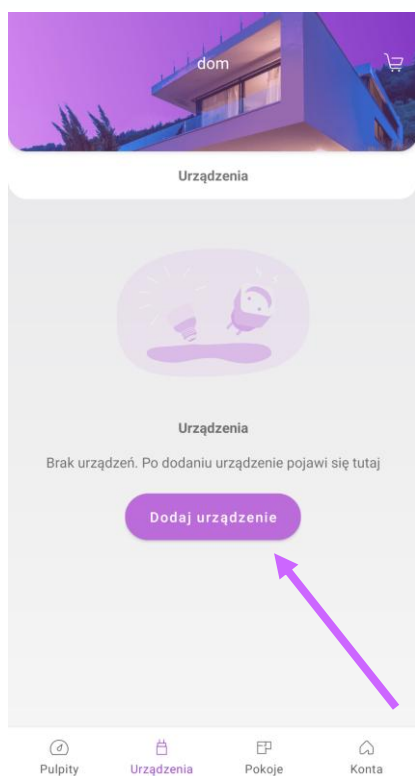 dom
Urządzenia
Urządzenia
Brak urządzeń. Po dodaniu urządzenie pojawi się tutaj
Dodaj urządzenie
Pulpity Urządzenia Pokoje Konta